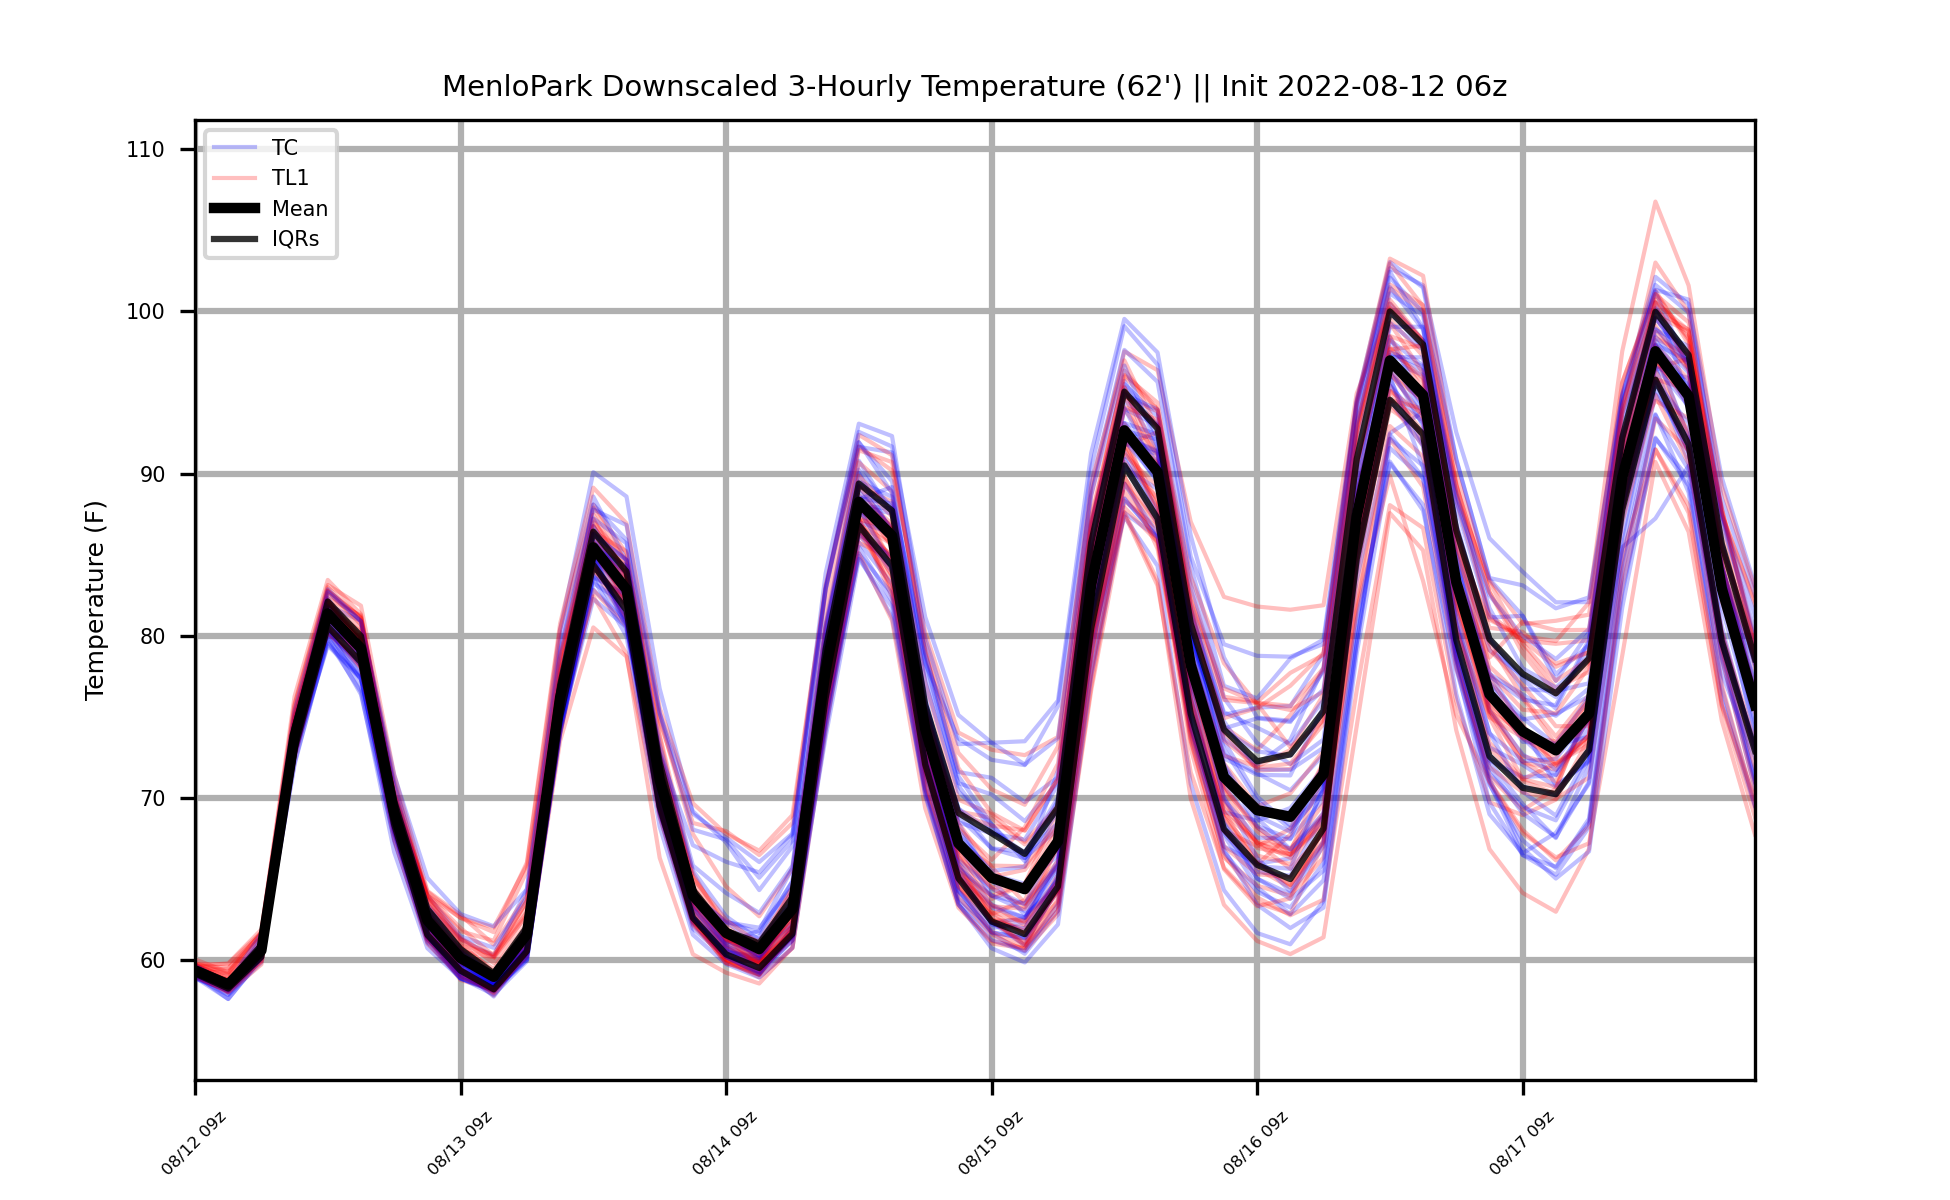 MenloPark Downscaled 3-Hourly Temperature (62') || Init 2022-08-12 06z
TC
TL1
Mean
IQRs
Temperature (F)
110
100
90
80
70
60
08/12 09z
08/13 09z
08/14 09z
08/15 09z
08/16 09z
08/17 09z